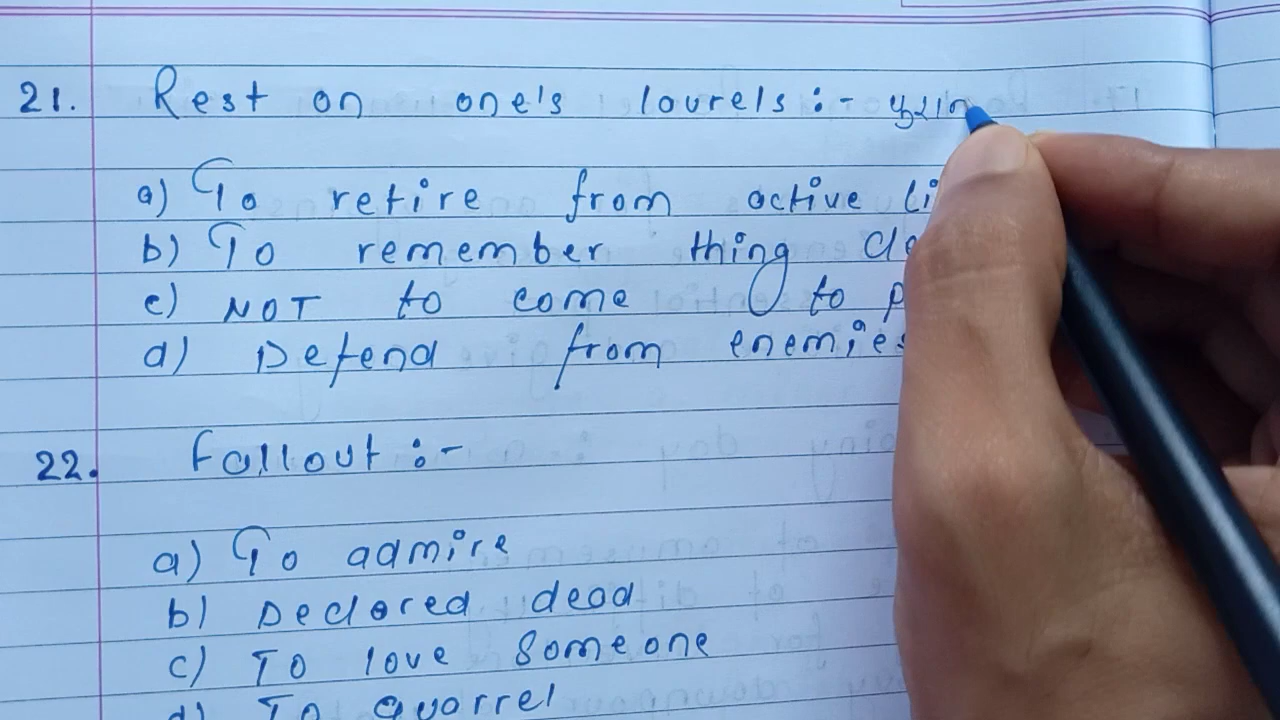 21. Rest on one's lourels :-
a) To retire from active
b) To remember thing
c) NOT to come to
d) Defend from enemies
22. Fallout :-
a) To admire
b) Declared dead
c) To love Someone
d) To quorrel